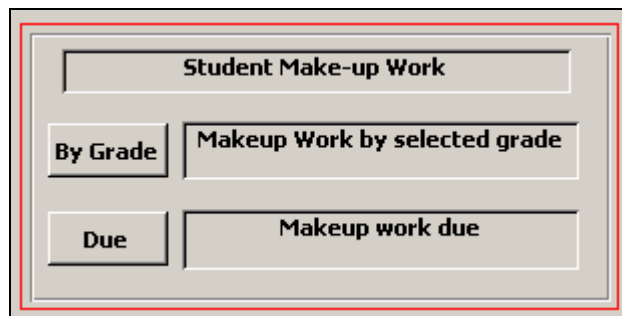 Student Make-up Work
By Grade
Makeup Work by selected grade
Due
Makeup work due